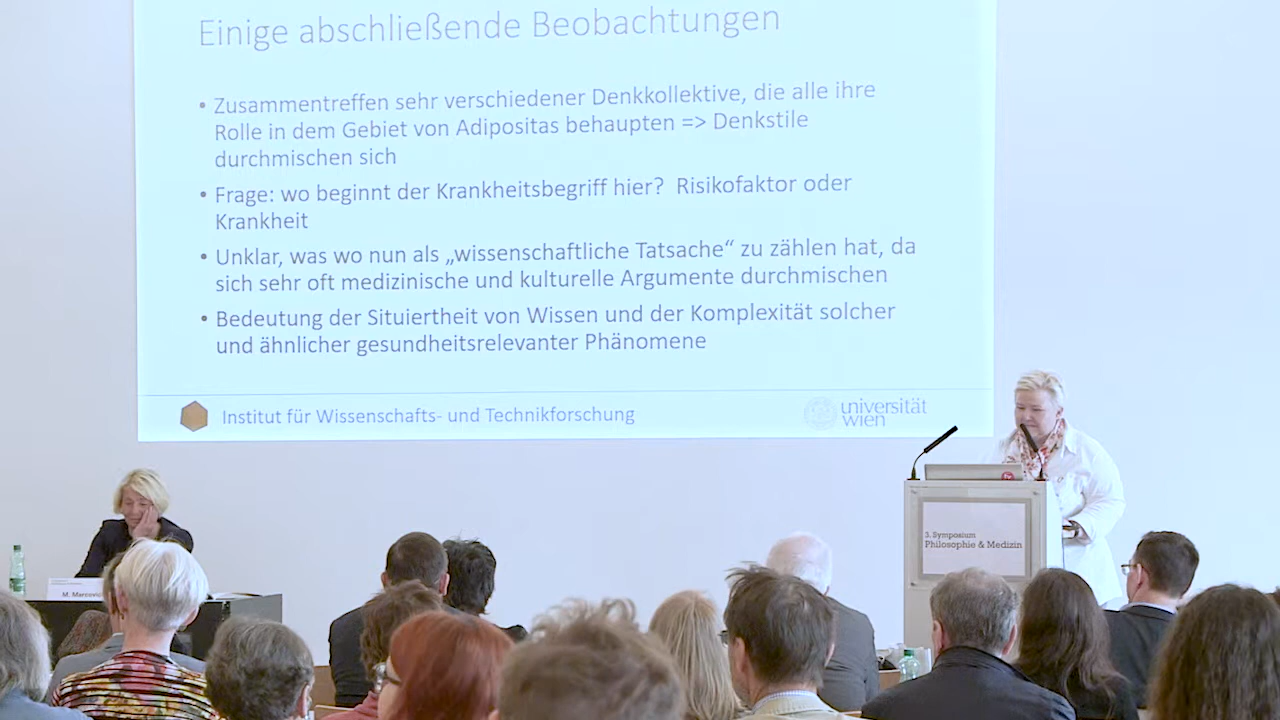 Einige abschließende Beobachtungen
• Zusammentreffen sehr verschiedener Denkkollektive, die alle ihre
Rolle in dem Gebiet von Adipositas behaupten => Denkstile
durchmischen sich
• Frage: wo beginnt der Krankheitsbegriff hier? Risikofaktor oder
Krankheit
• Unklar, was wo nun als „wissenschaftliche Tatsache“ zu zählen hat, da
sich sehr oft medizinische und kulturelle Argumente durchmischen
• Bedeutung der Situiertheit von Wissen und der Komplexität solcher
und ähnlicher gesundheitsrelevanter Phänomene
Institut für Wissenschafts- und Technikforschung
universität
wien
3. Symposium
Philosophie & Medizin
M.